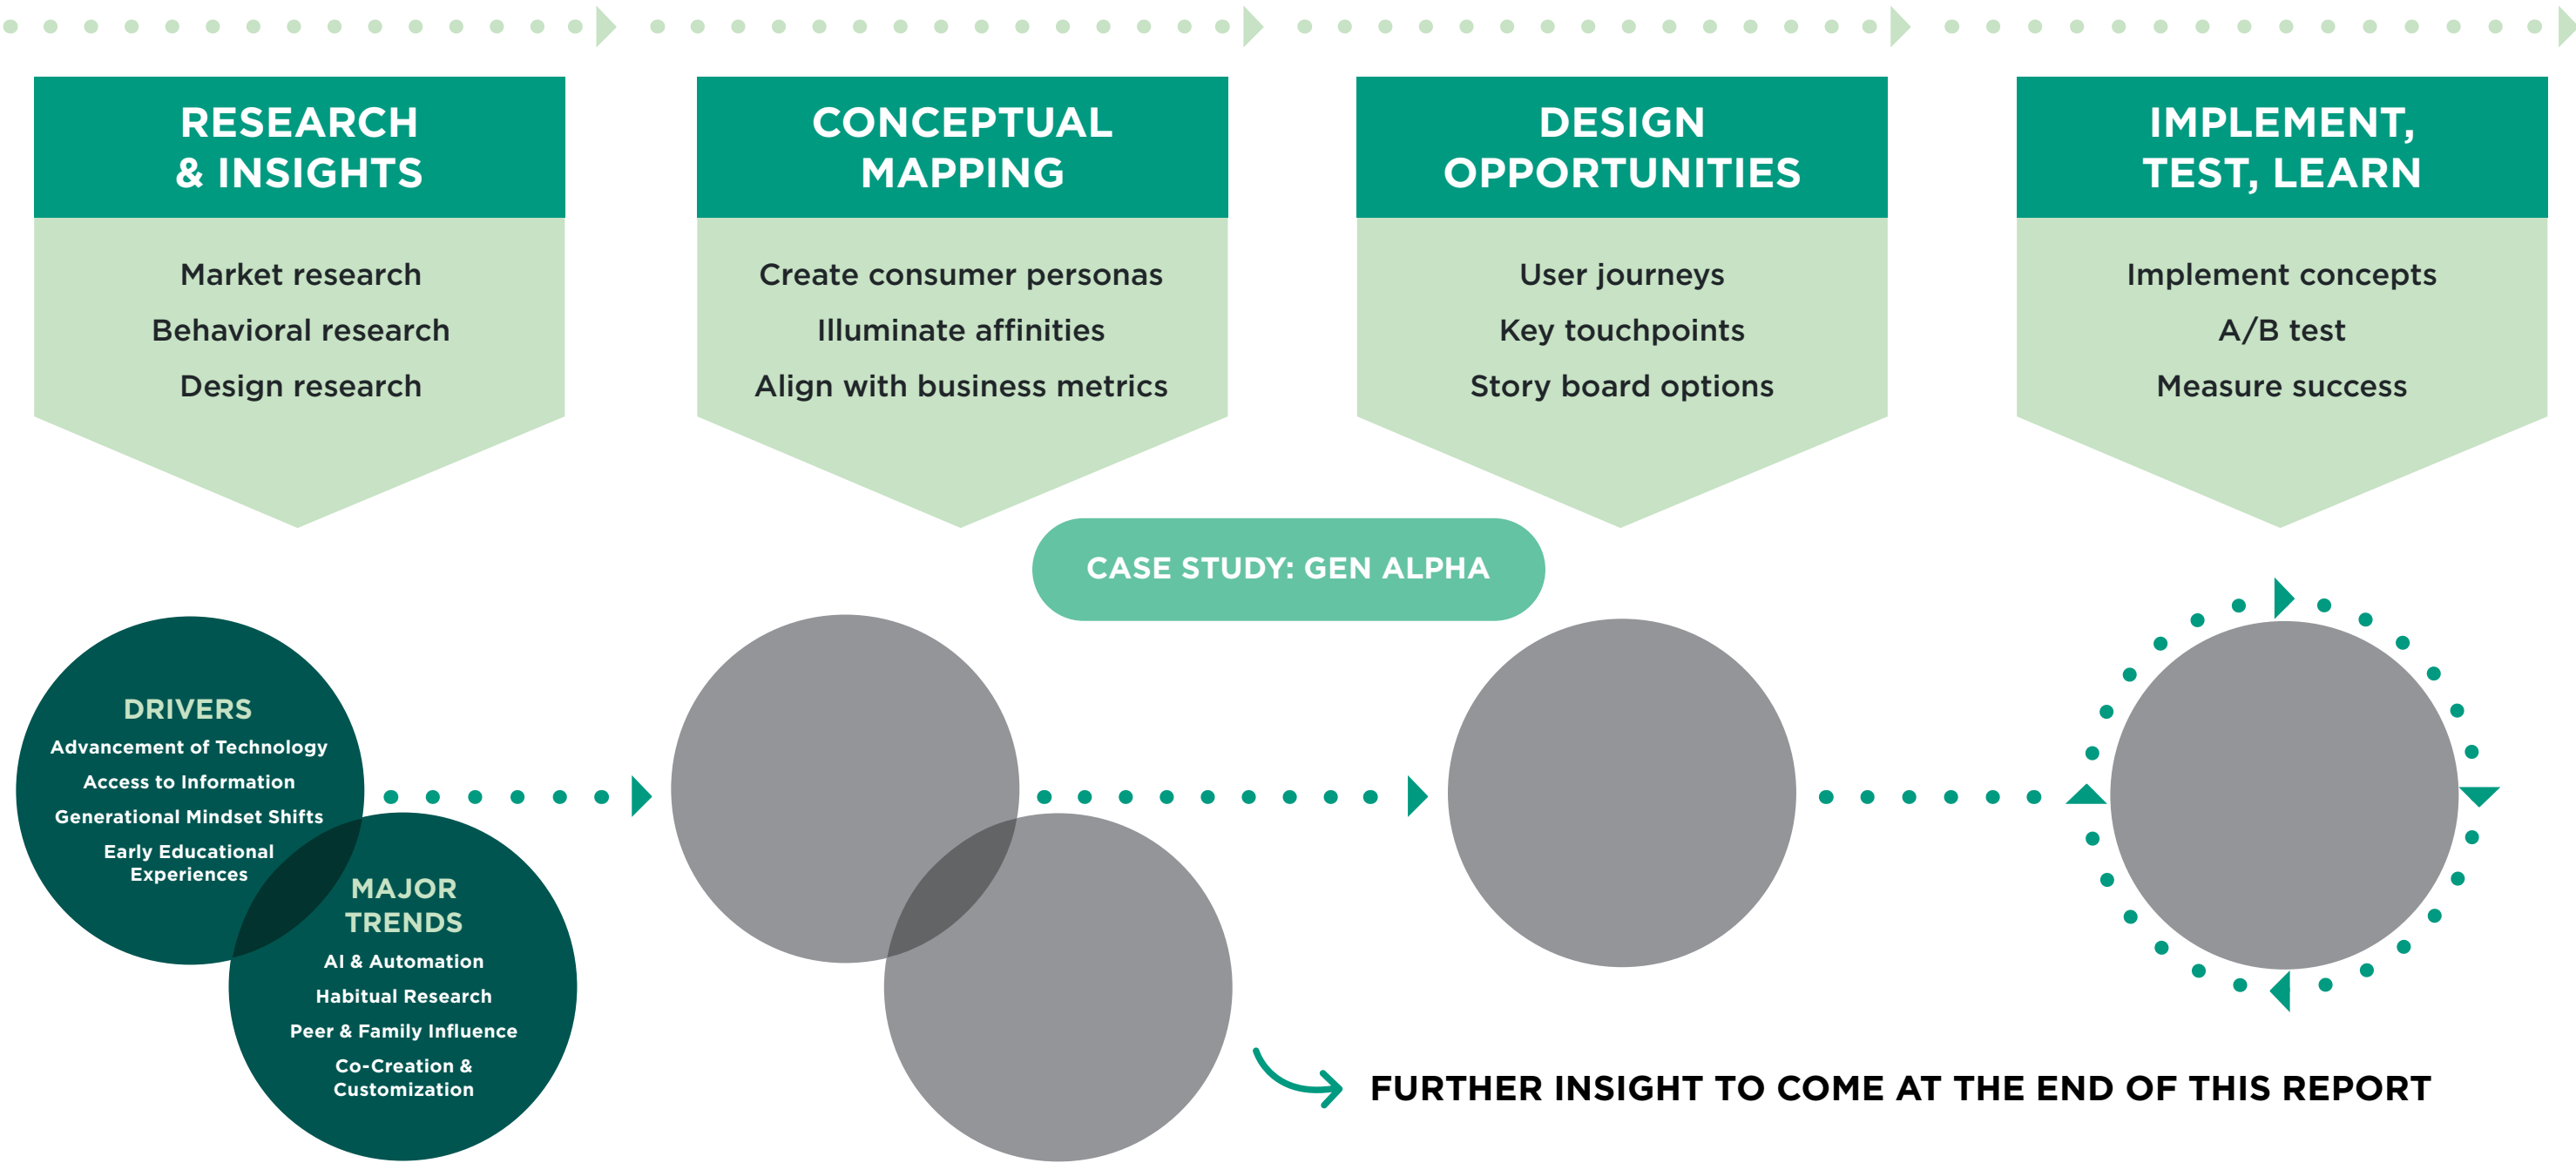 RESEARCH
& INSIGHTS
Market research
Behavioral research
Design research
CONCEPTUAL
MAPPING
Create consumer personas
Illuminate affinities
Align with business metrics
DESIGN
OPPORTUNITIES
User journeys
Key touchpoints
Story board options
IMPLEMENT,
TEST, LEARN
Implement concepts
A/B test
Measure success
CASE STUDY: GEN ALPHA
DRIVERS
Advancement of Technology
Access to Information
Generational Mindset Shifts
Early Educational
Experiences
MAJOR
TRENDS
AI & Automation
Habitual Research
Peer & Family Influence
Co-Creation &
Customization
FURTHER INSIGHT TO COME AT THE END OF THIS REPORT